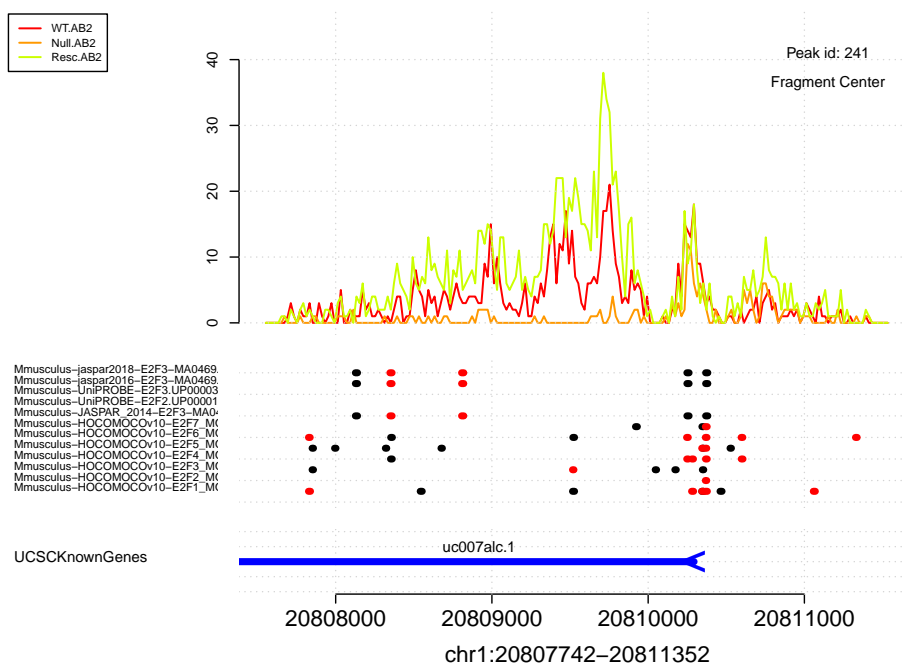 WT.AB2
Null.AB2
Resc.AB2
Peak id: 241
Fragment Center
40
30
20
10
0
Mmusculus−jaspar2018−E2F3−MA0469.
Mmusculus−jaspar2016−E2F3−MA0469.
Mmusculus−UniPROBE−E2F3.UP00003
Mmusculus−UniPROBE−E2F2.UP00001
Mmusculus−JASPAR_2014−E2F3−MA04
Mmusculus−HOCOMOCOv10−E2F7_MC
Mmusculus−HOCOMOCOv10−E2F6_MC
Mmusculus−HOCOMOCOv10−E2F5_MC
Mmusculus−HOCOMOCOv10−E2F4_MC
Mmusculus−HOCOMOCOv10−E2F3_MC
Mmusculus−HOCOMOCOv10−E2F2_MC
Mmusculus−HOCOMOCOv10−E2F1_MC
uc007alc.1
UCSCKnownGenes
20808000 20809000 20810000 20811000
chr1:20807742−20811352